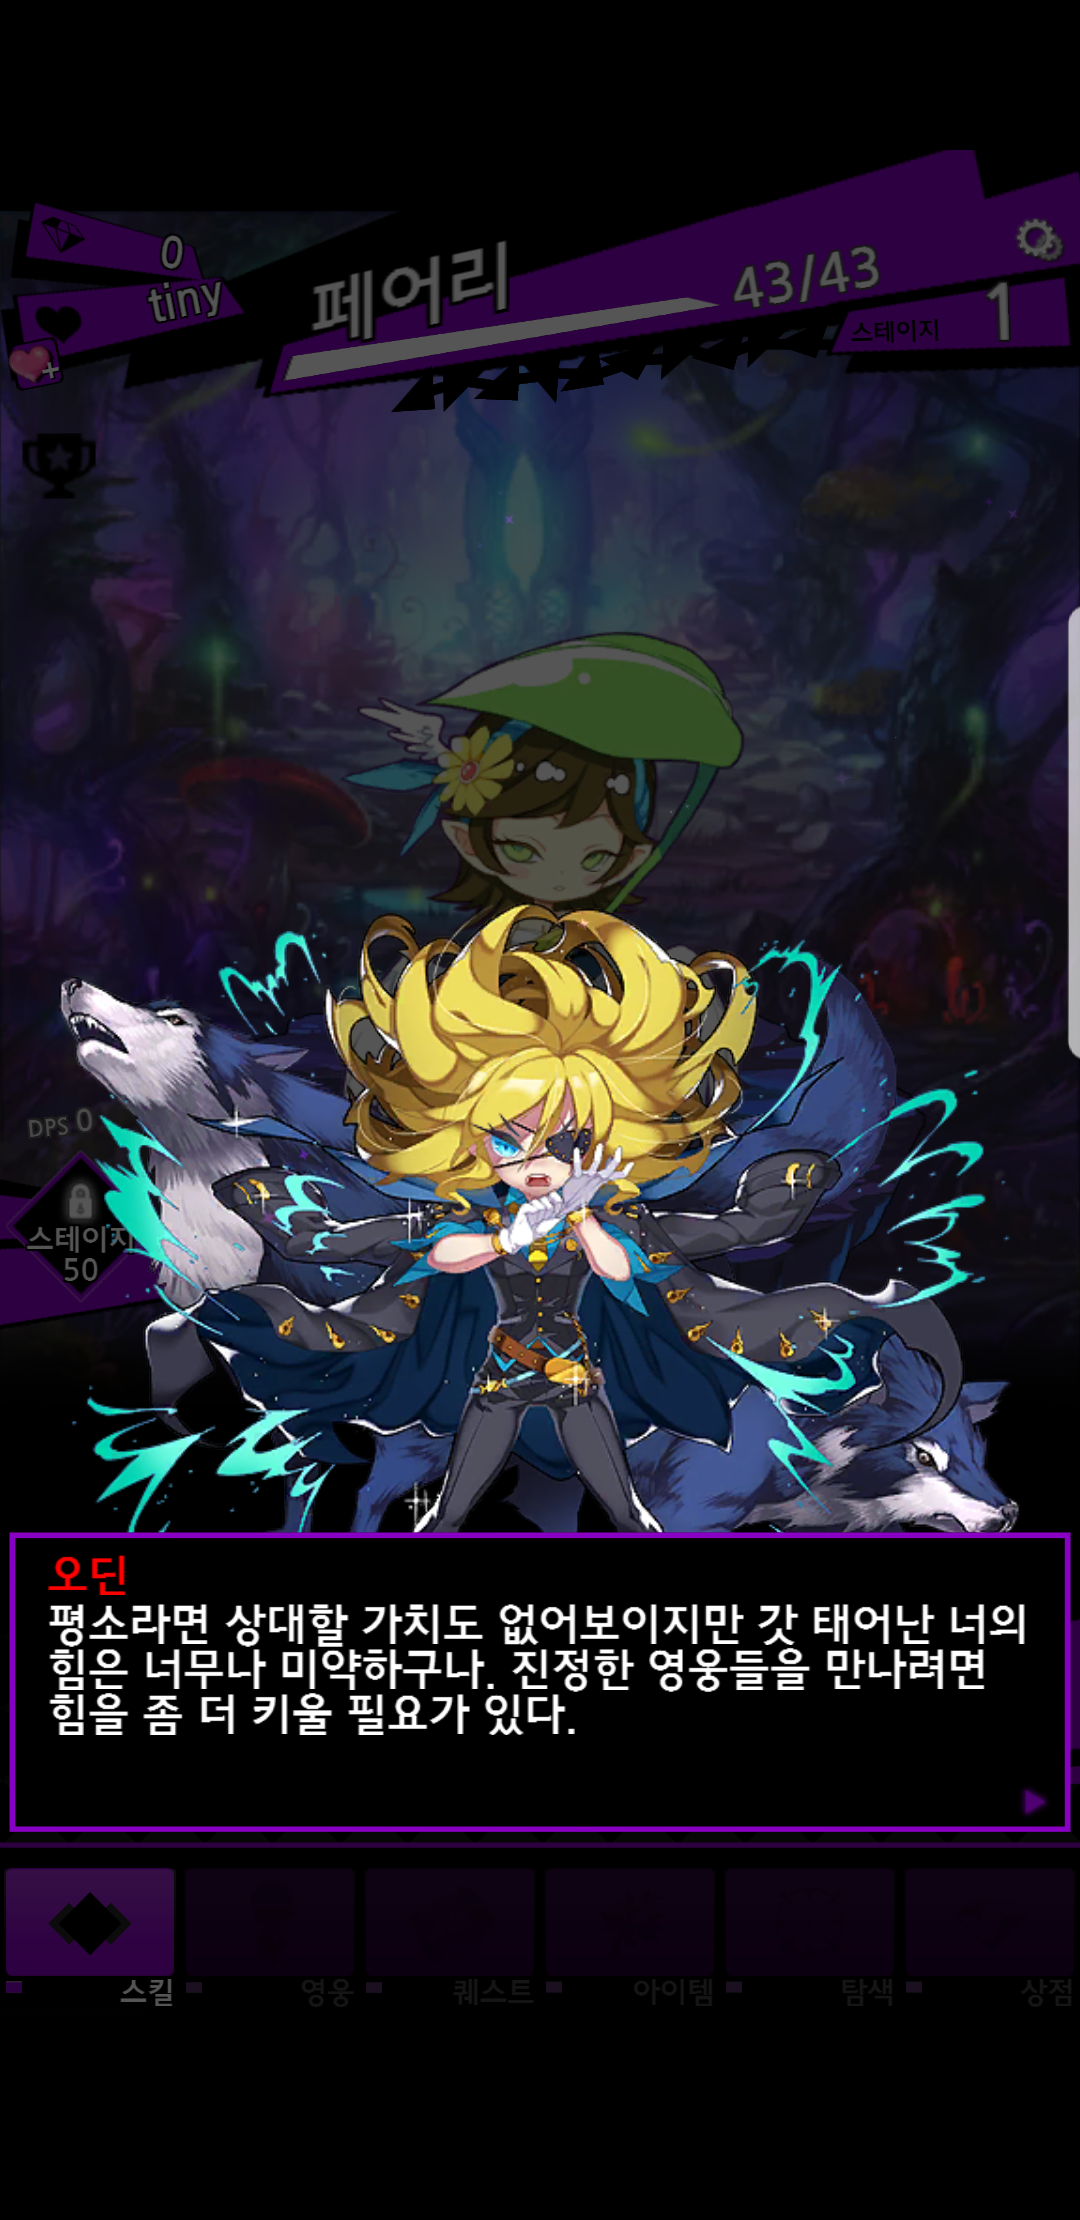 0
tiny
페어리
43/43
스테이지 1
DPS 0
스테이지
50
오딘
평소라면 상대할 가치도 없어보이지만 갓 태어난 너의
힘은 너무나 미약하구나. 진정한 영웅들을 만나려면
힘을 좀 더 키울 필요가 있다.
스킬 영웅 퀘스트 아이템 탐색 상점